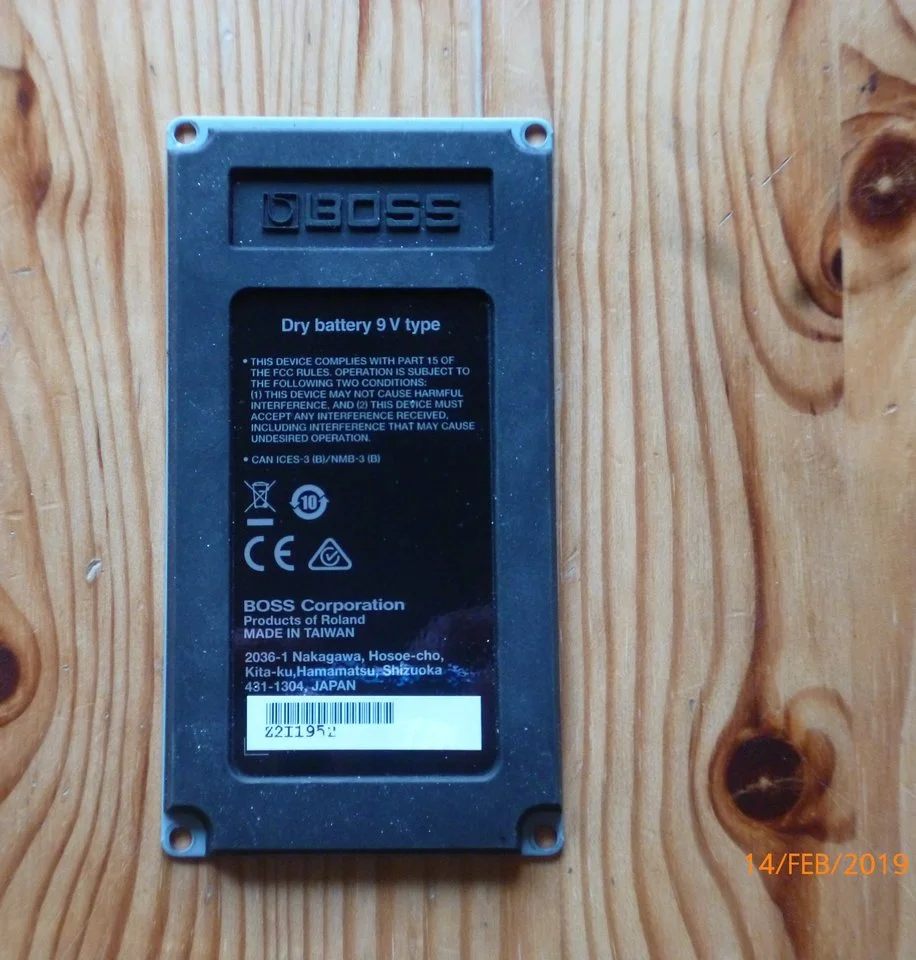 BOSS
Dry battery 9 V type
• THIS DEVICE COMPLIES WITH PART 15 OF
THE FCC RULES. OPERATION IS SUBJECT TO
THE FOLLOWING TWO CONDITIONS:
(1) THIS DEVICE MAY NOT CAUSE HARMFUL
INTERFERENCE, AND (2) THIS DEVICE MUST
ACCEPT ANY INTERFERENCE RECEIVED,
INCLUDING INTERFERENCE THAT MAY CAUSE
UNDESIRED OPERATION.
• CAN ICES-3 (B)/NMB-3 (B)
10
CE
BOSS Corporation
Products of Roland
MADE IN TAIWAN
2036-1 Nakagawa, Hosoe-cho,
Kita-ku,Hamamatsu, Shizuoka
431-1304, JAPAN
Z2I1952
14/FEB/2019